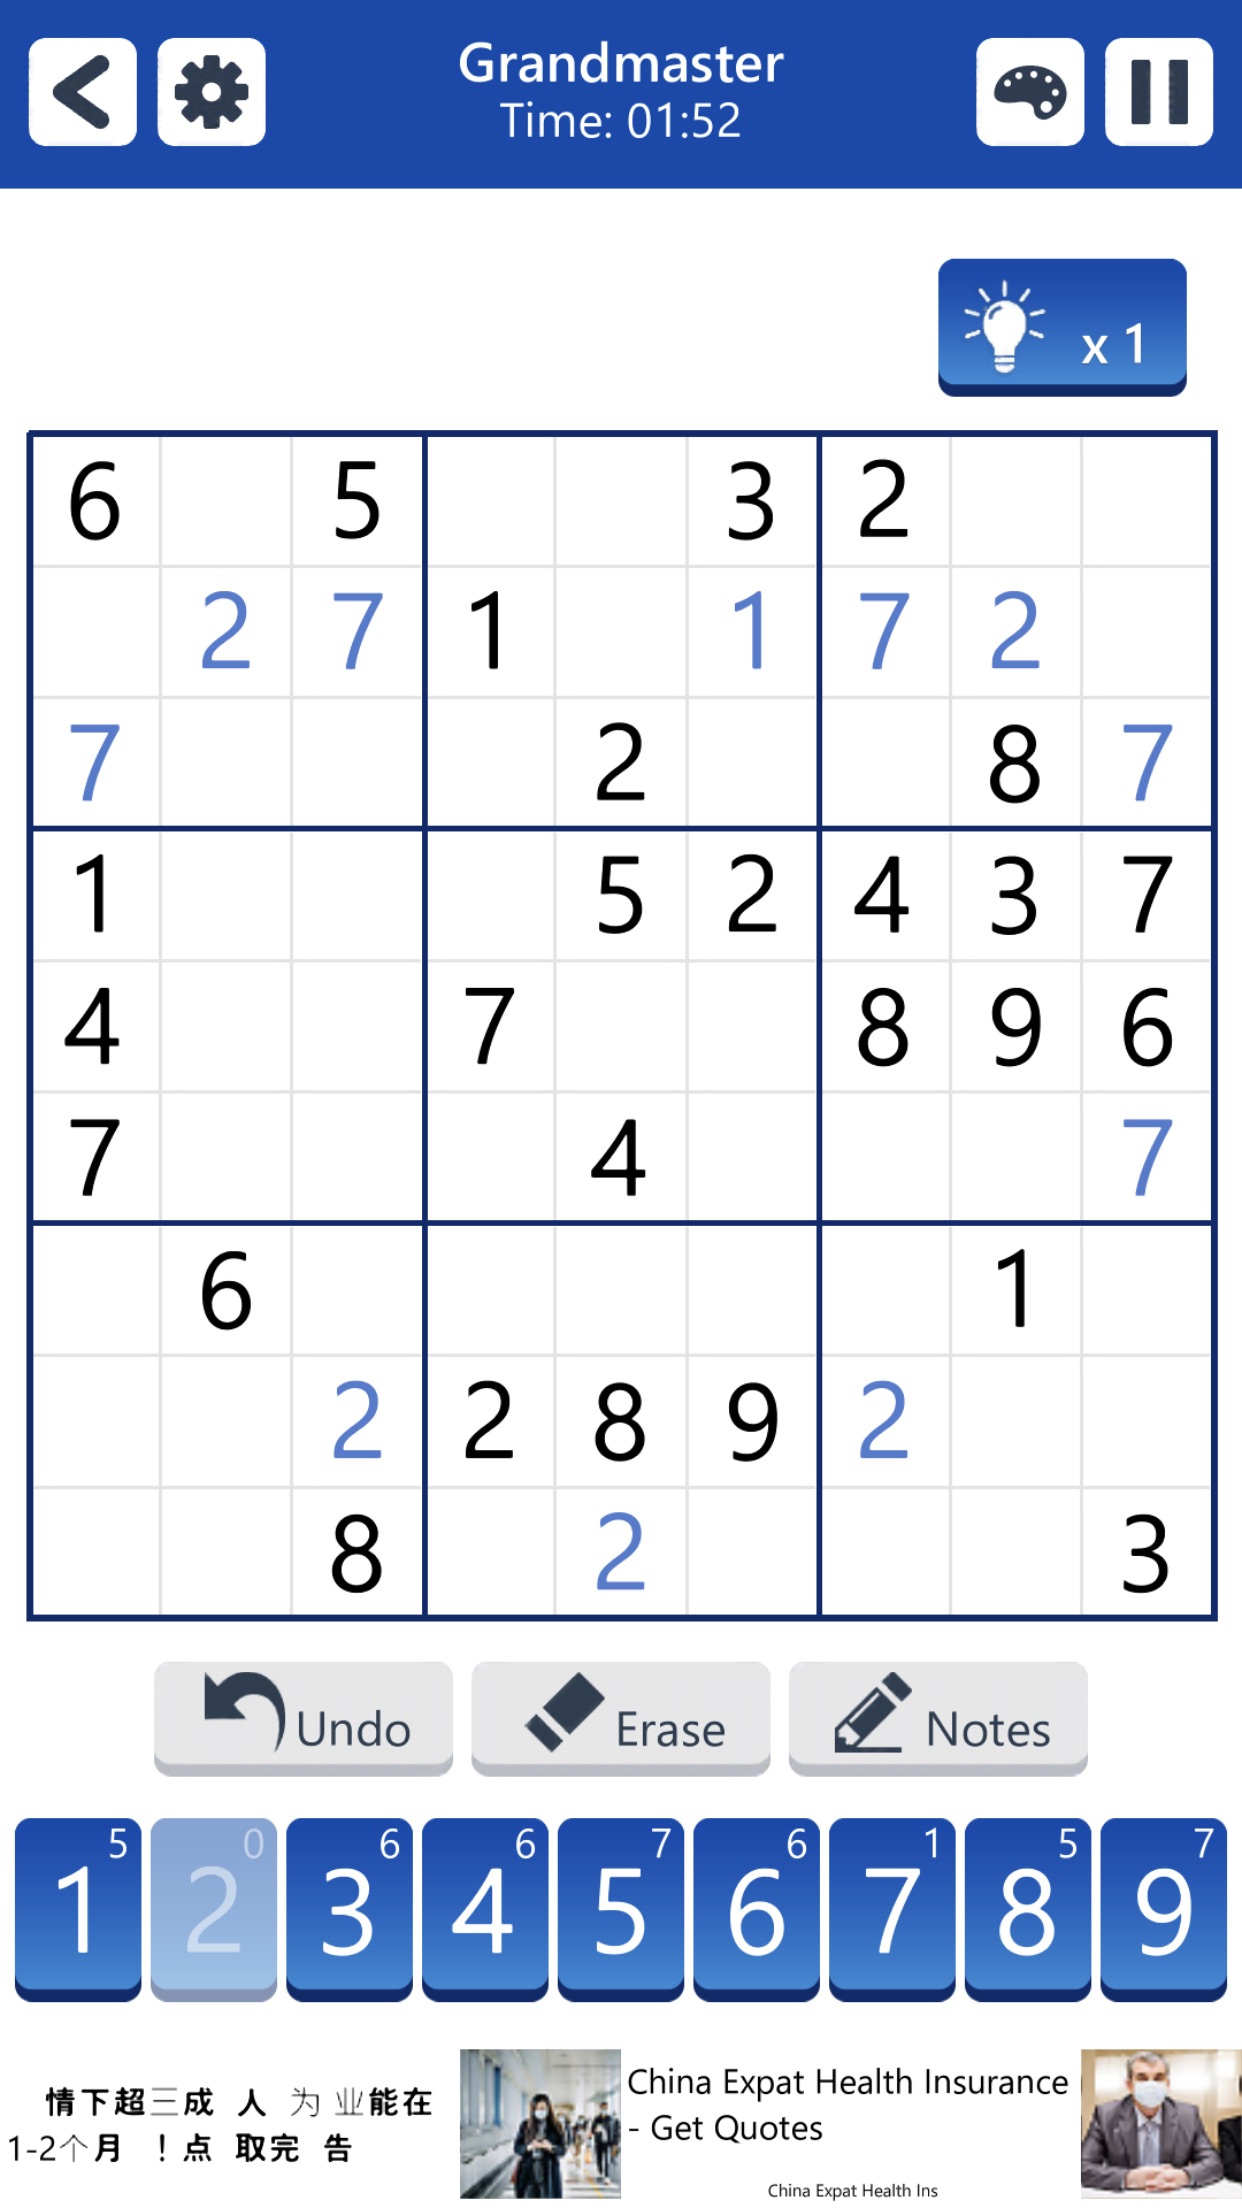 Grandmaster
Time: 01:52
x 1
6 5 3 2
2 7 1 1 7 2
7 2 8 7
1 5 2 4 3 7
4 7 8 9 6
7 4 7
6 1
2 2 8 9 2
8 2 3
Undo Erase Notes
5 0 6 6 7 6 1 5 7
1 2 3 4 5 6 7 8 9
情下超三成 人 为 业能在
1-2个月 ！点 取完 告
China Expat Health Insurance
- Get Quotes
China Expat Health Ins